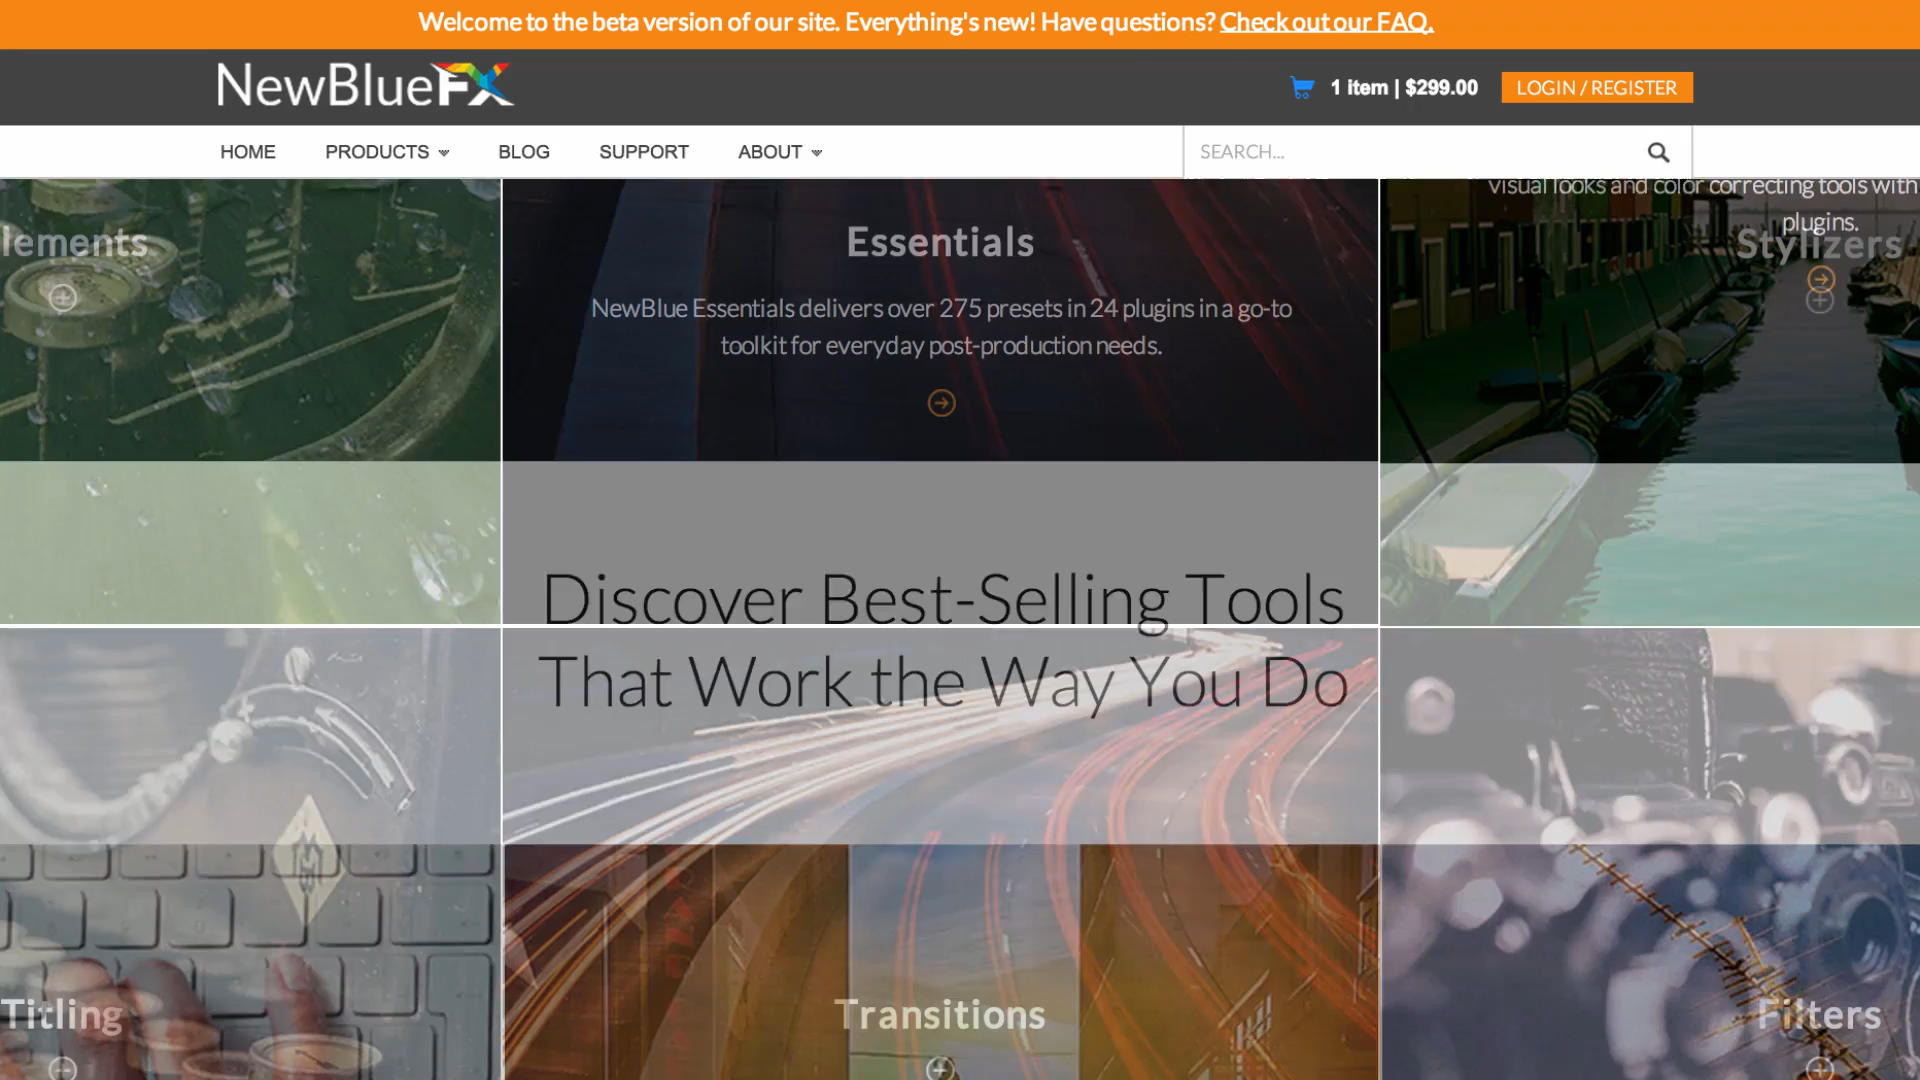 Welcome to the beta version of our site. Everything's new! Have questions? Check out our FAQ.
NewBlueFX
1 item | $299.00
LOGIN / REGISTER
HOME
PRODUCTS
BLOG
SUPPORT
ABOUT
SEARCH...
visual looks and color correcting tools with
plugins.
lements
Essentials
Stylizers
NewBlue Essentials delivers over 275 presets in 24 plugins in a go-to
toolkit for everyday post-production needs.
Discover Best-Selling Tools
That Work the Way You Do
Titling
Transitions
Filters